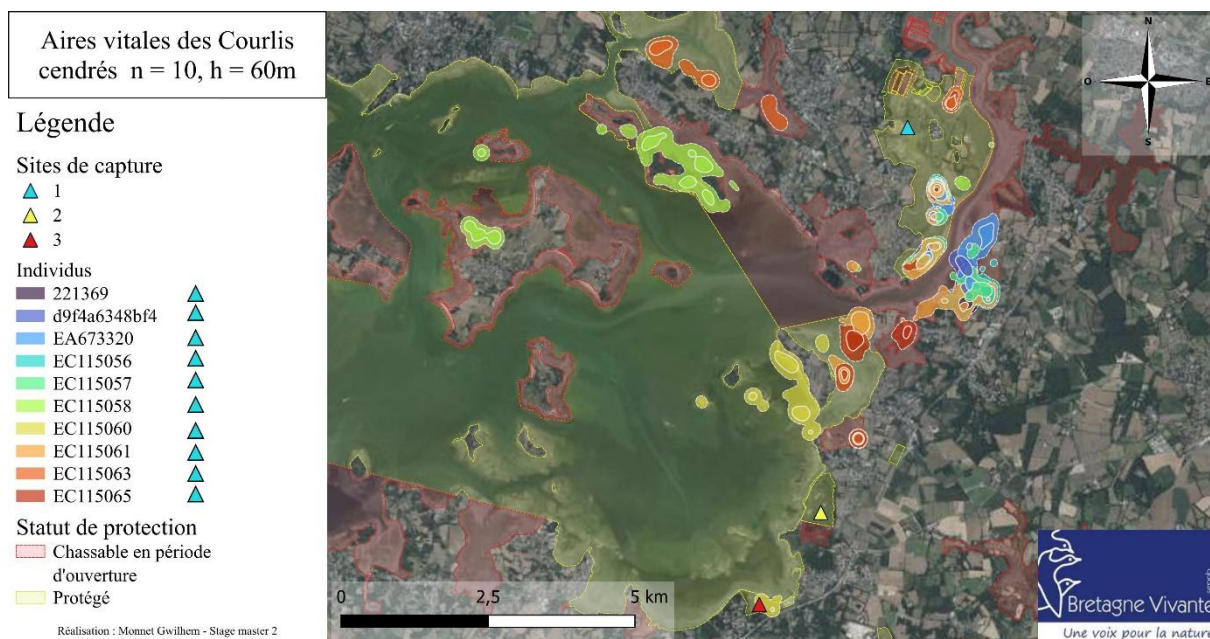 Aires vitales des Courlis
cendrés n = 10, h = 60m
Légende
Sites de capture
1
2
3
Individus
221369
d9f4a6348bf4
EA673320
EC115056
EC115057
EC115058
EC115060
EC115061
EC115063
EC115065
Statut de protection
Chassable en période
d'ouverture
Protégé
Réalisation : Monnet Gwilhem - Stage master 2
0 2,5 5 km
N
O E
S
Bretagne Vivante
Une voix pour la nature